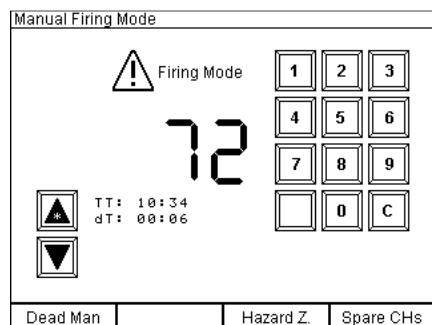 Manual Firing Mode
Firing Mode
1 2 3
4 5 6
72
7 8 9
* TT: 10:34
dT: 00:06
0 C
Dead Man Hazard Z. Spare CHs